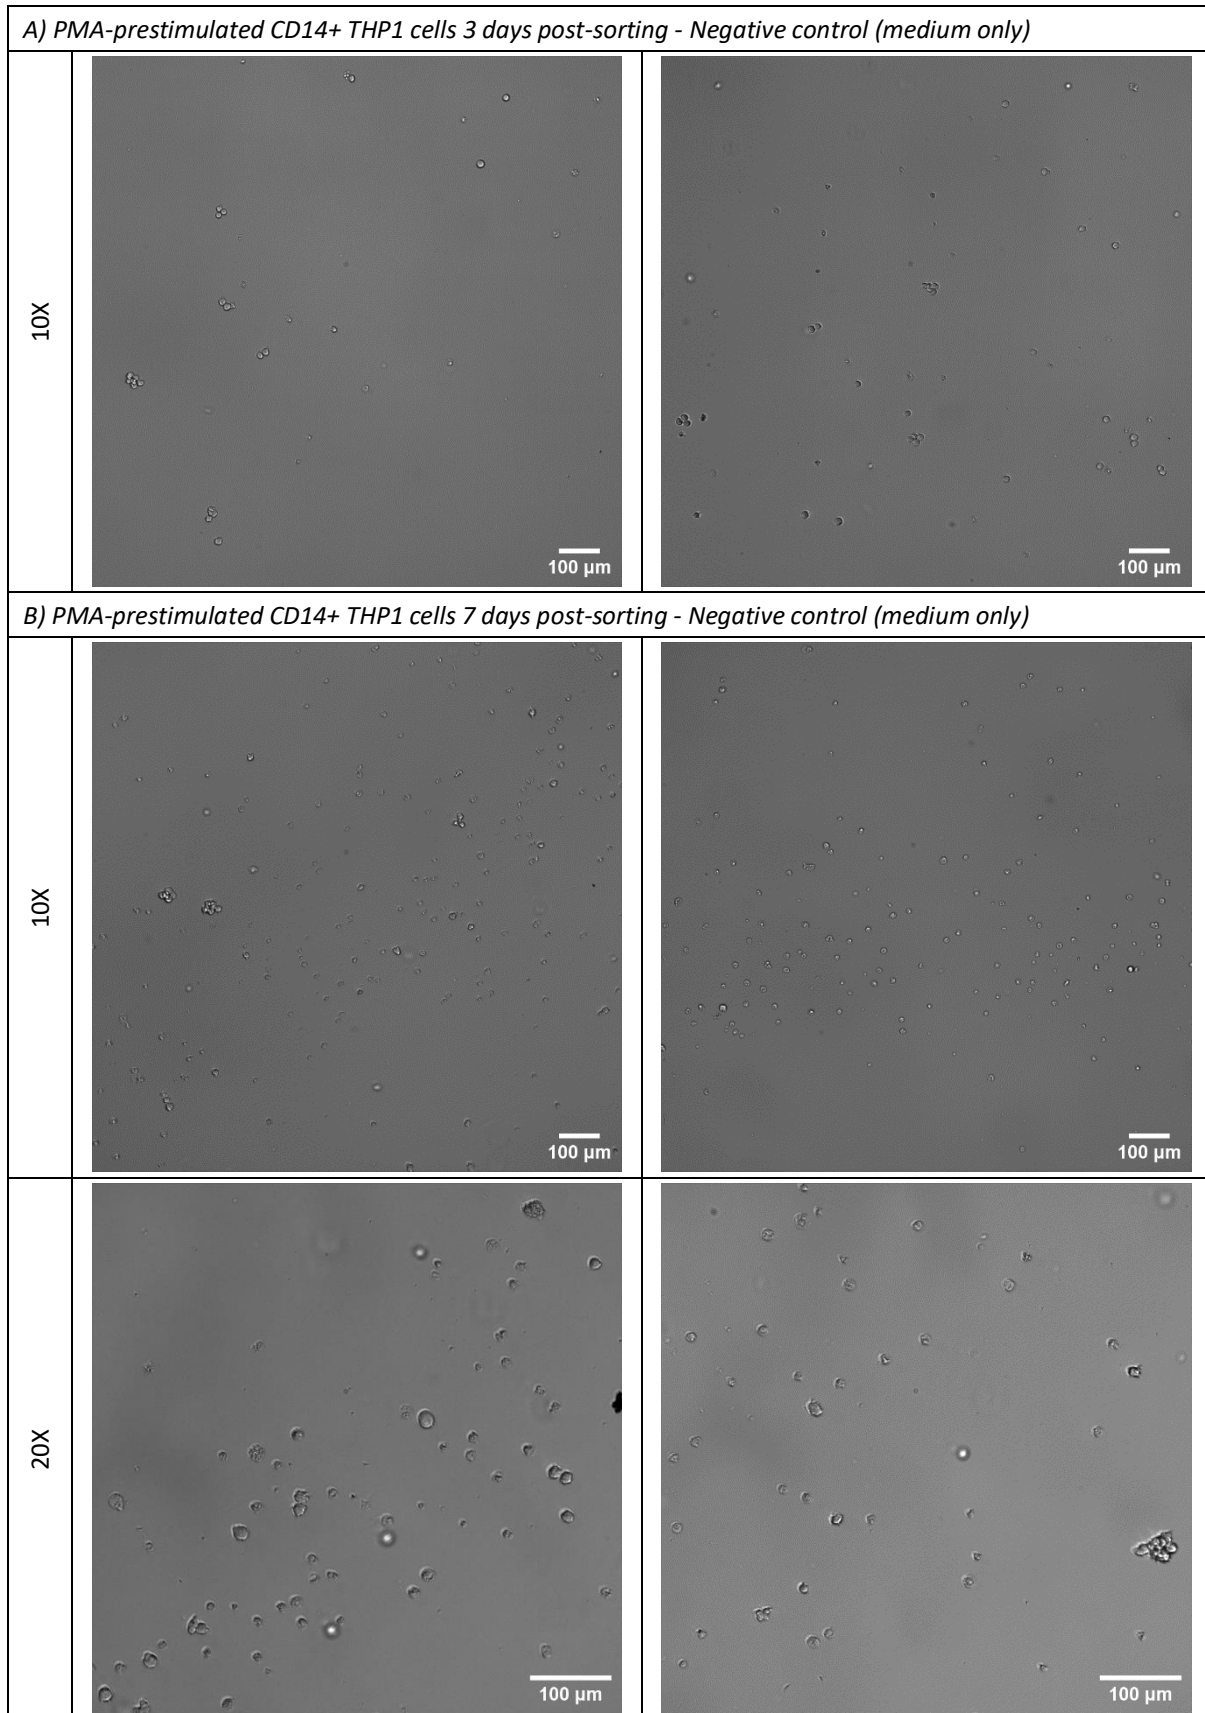 A) PMA-prestimulated CD14+ THP1 cells 3 days post-sorting - Negative control (medium only)
10X
100 µm
100 µm
B) PMA-prestimulated CD14+ THP1 cells 7 days post-sorting - Negative control (medium only)
10X
100 µm
100 µm
20X
100 µm
100 µm